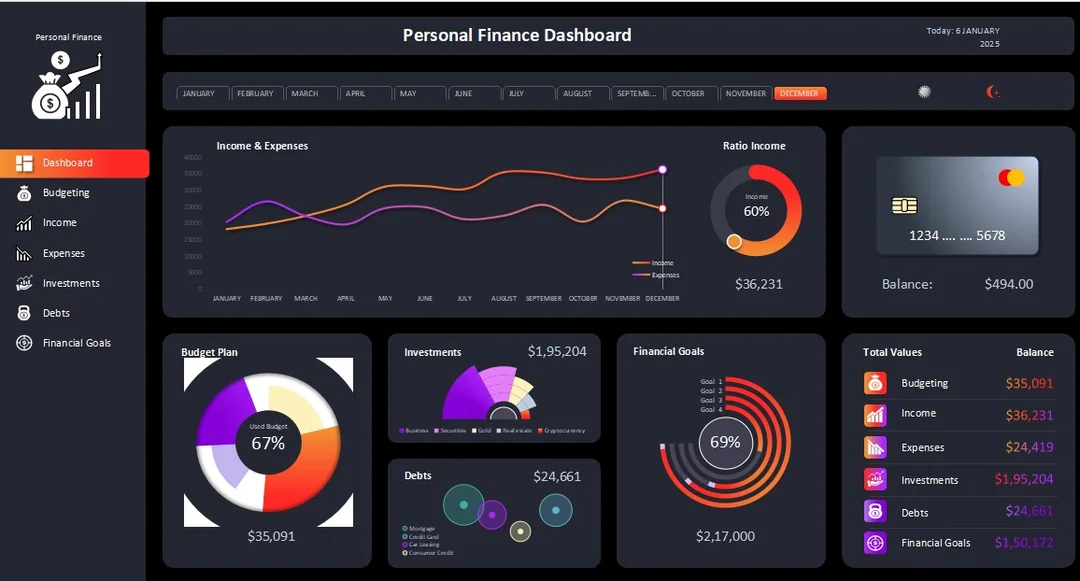 Personal Finance
Dashboard
Budgeting
Income
Expenses
Investments
Debts
Financial Goals
Personal Finance Dashboard
Today: 6 JANUARY
2025
JANUARY FEBRUARY MARCH APRIL MAY JUNE JULY AUGUST SEPTEMB... OCTOBER NOVEMBER DECEMBER
Income & Expenses
40000
35000
30000
25000
20000
15000
10000
5000
0
Income
Expenses
JANUARY FEBRUARY MARCH APRIL MAY JUNE JULY AUGUST SEPTEMBER OCTOBER NOVEMBER DECEMBER
Ratio Income
Income
60%
$36,231
1234 .... .... 5678
Balance: $494.00
Budget Plan
Used Budget
67%
$35,091
Investments $1,95,204
Business Securities Gold Real estate Cryptocurrency
Debts $24,661
Mortgage
Credit Card
Car Leasing
Consumer Credit
Financial Goals
Goal 1
Goal 2
Goal 3
Goal 4
69%
$2,17,000
Total Values Balance
Budgeting $35,091
Income $36,231
Expenses $24,419
Investments $1,95,204
Debts $24,661
Financial Goals $1,50,172